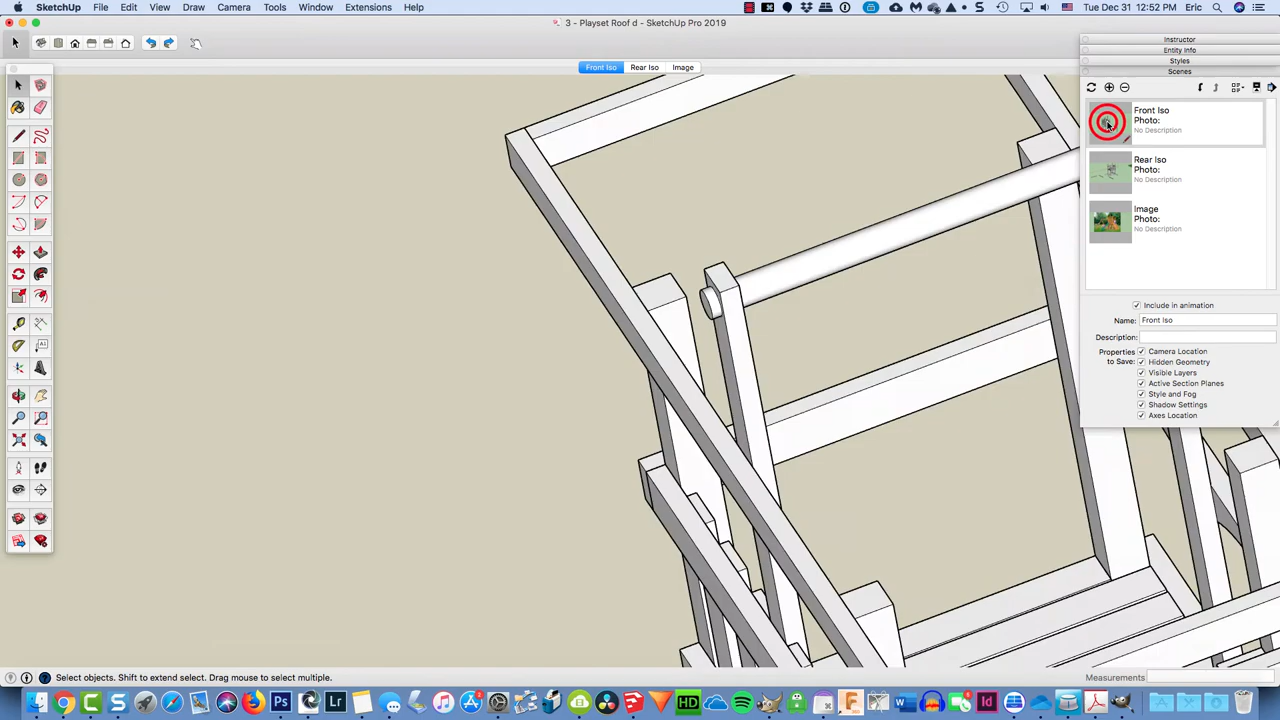 SketchUp File Edit View Draw Camera Tools Window Extensions Help Tue Dec 31 12:52 PM Eric
3 - Playset Roof d - SketchUp Pro 2019
Instructor
Entity Info
Front Iso Rear Iso Image
Styles
Scenes
Front Iso
Photo:
No Description
Rear Iso
Photo:
No Description
Image
Photo:
No Description
Include in animation
Name: Front Iso
Description:
Properties
to Save:
Camera Location
Hidden Geometry
Visible Layers
Active Section Planes
Style and Fog
Shadow Settings
Axes Location
Select objects. Shift to extend select. Drag mouse to select multiple. Measurements